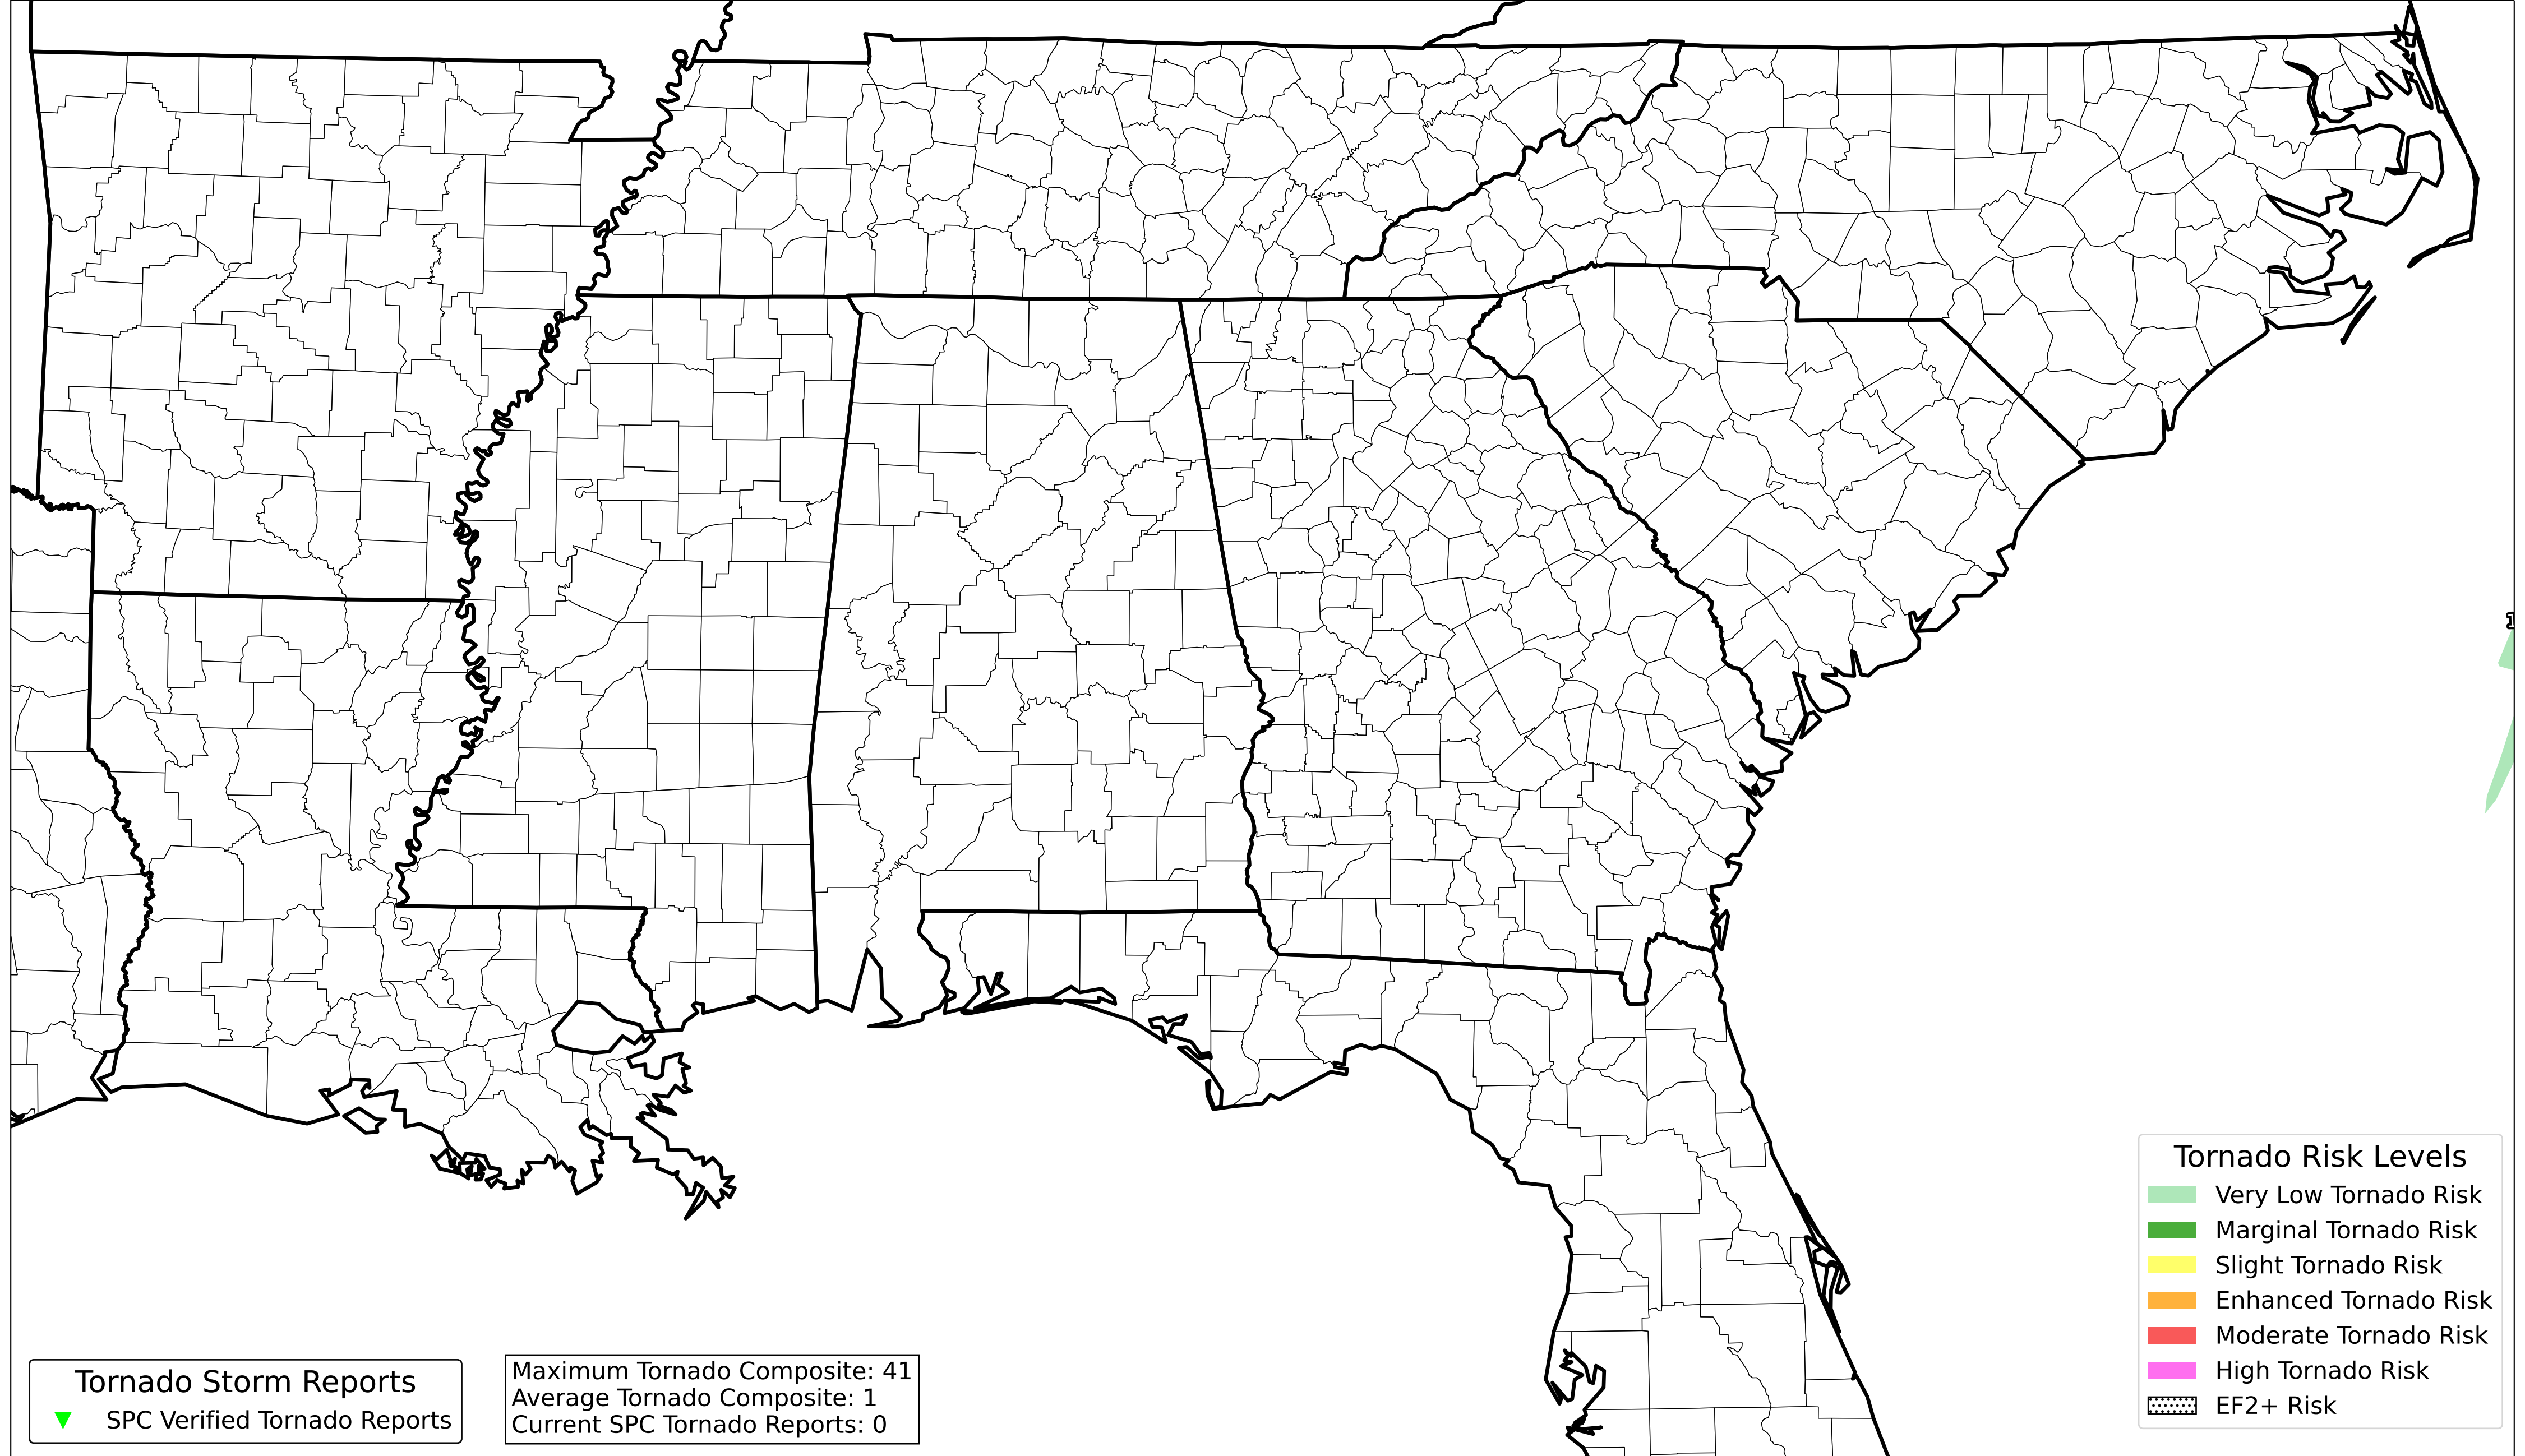 1
Tornado Risk Levels
Very Low Tornado Risk
Marginal Tornado Risk
Slight Tornado Risk
Enhanced Tornado Risk
Moderate Tornado Risk
High Tornado Risk
EF2+ Risk
Tornado Storm Reports
SPC Verified Tornado Reports
Maximum Tornado Composite: 41
Average Tornado Composite: 1
Current SPC Tornado Reports: 0